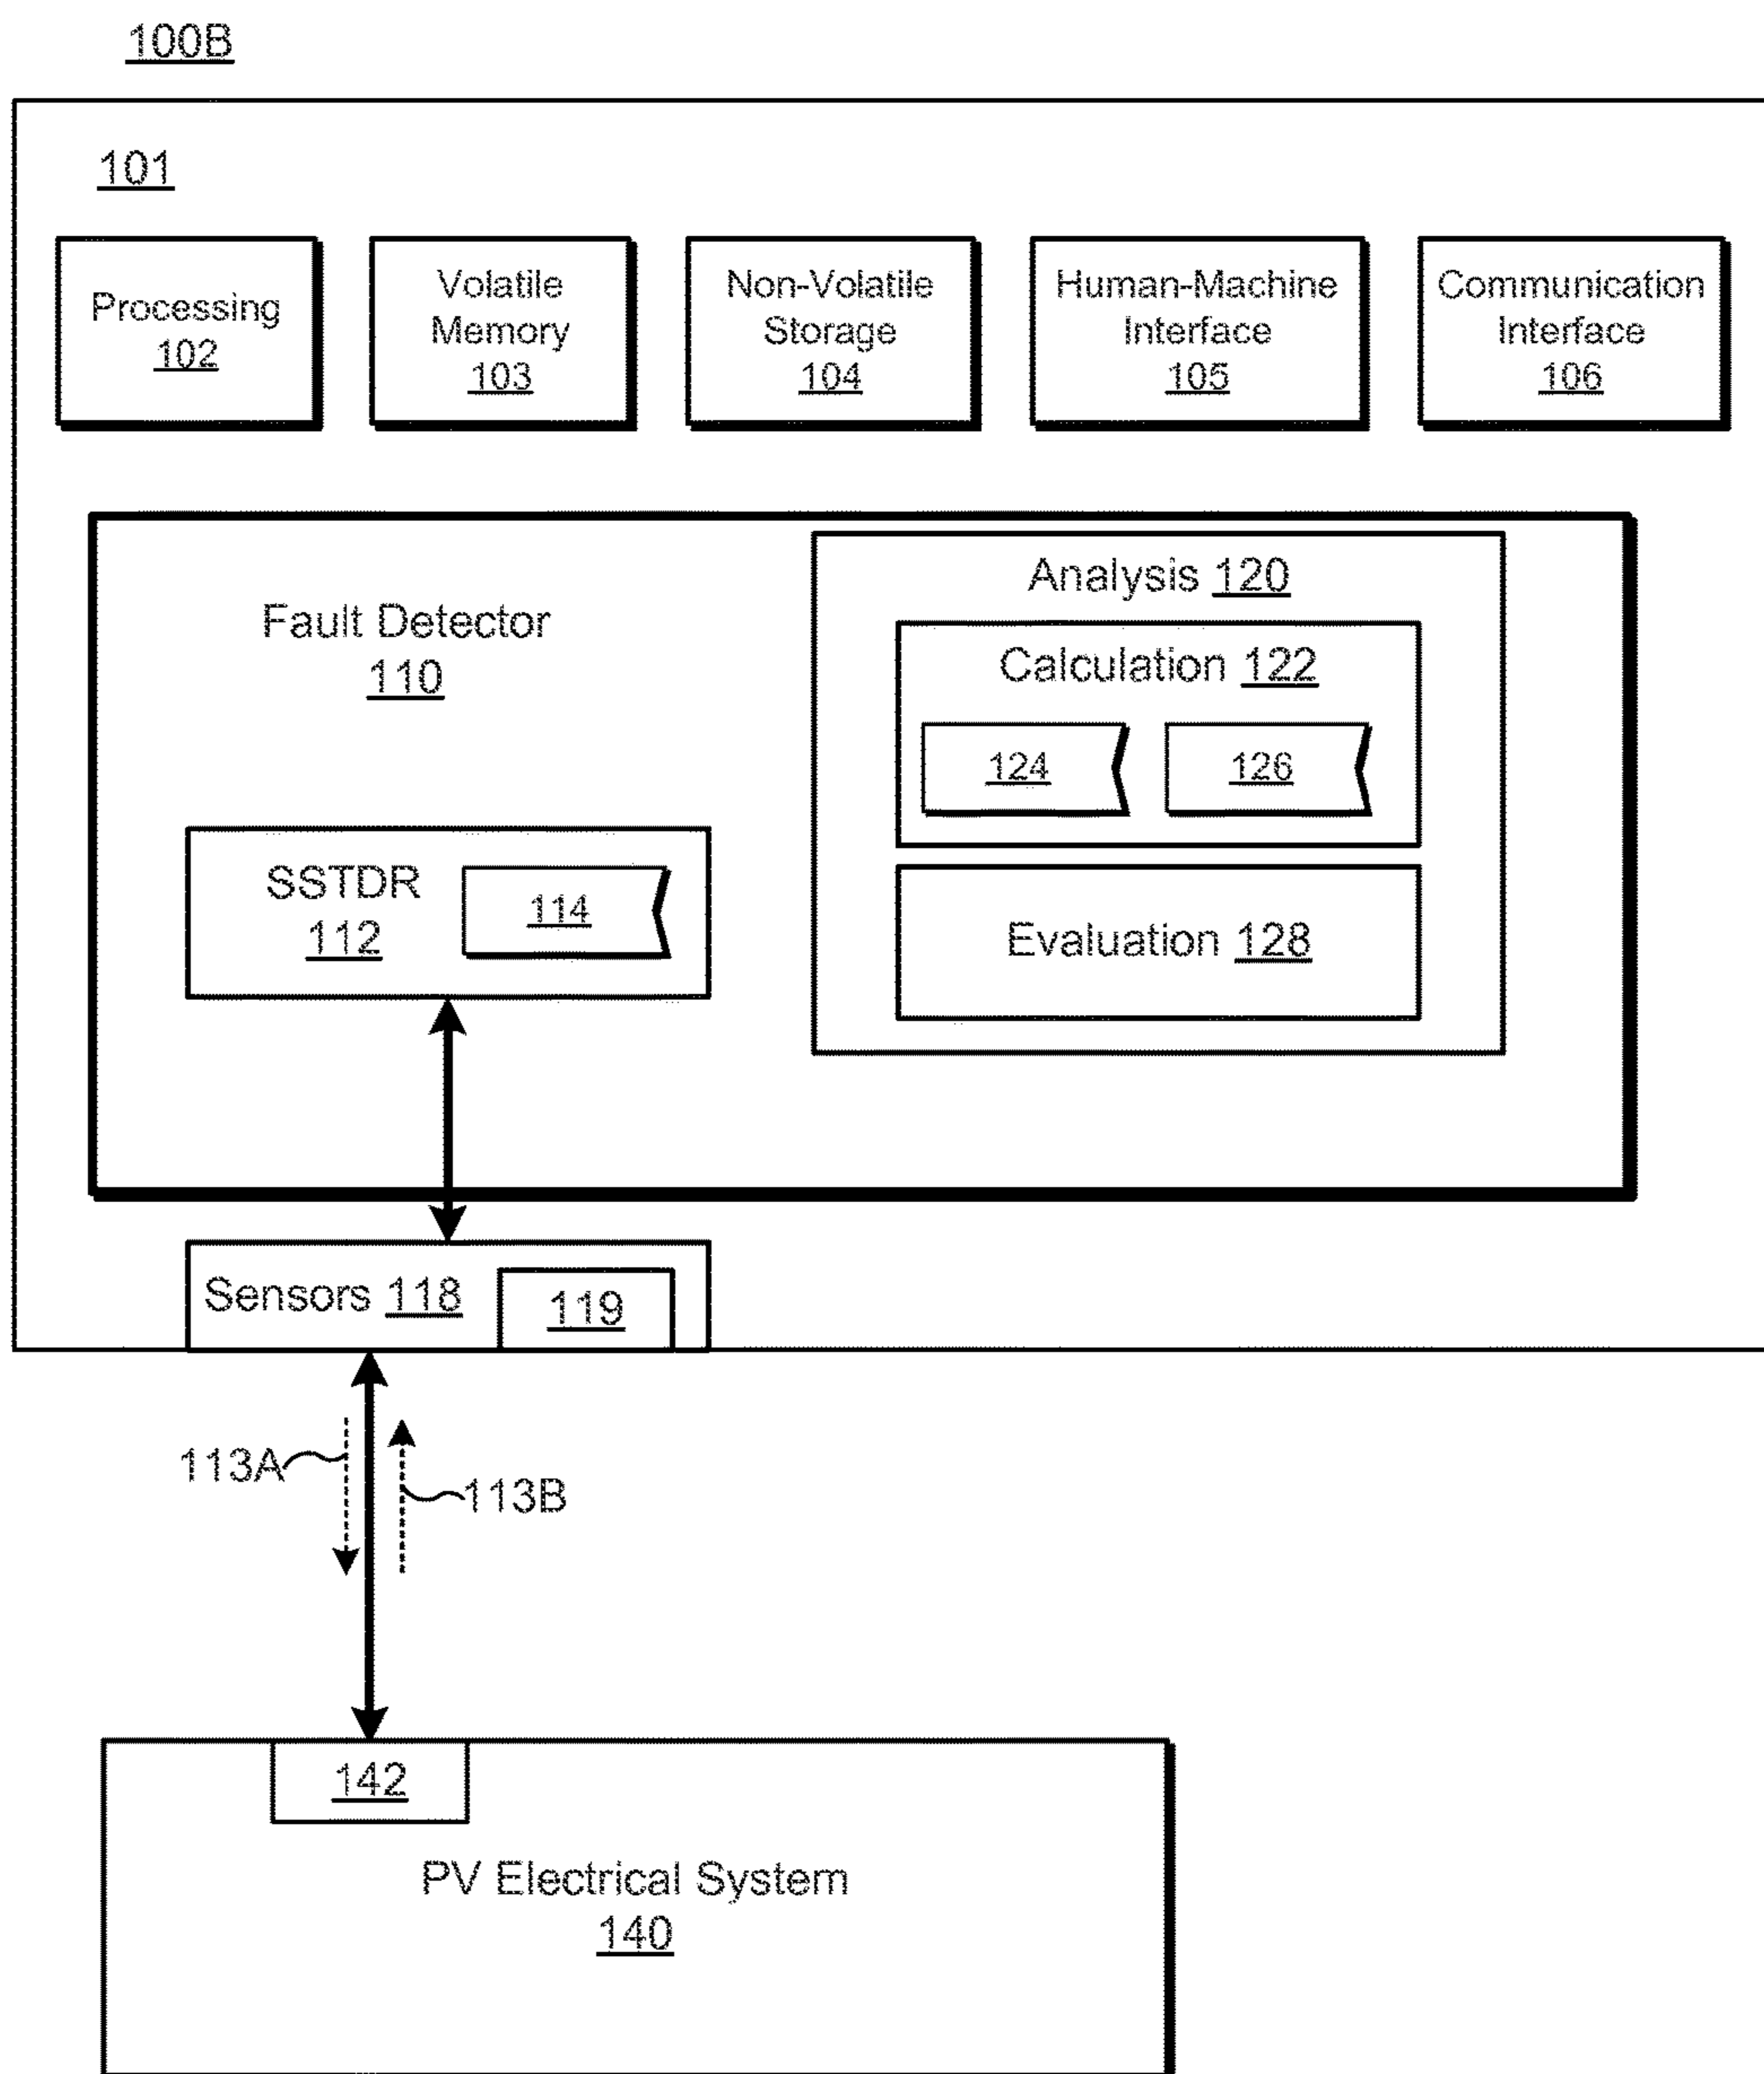 100B
101
Processing
102
Volatile
Memory
103
Non-Volatile
Storage
104
Human-Machine
Interface
105
Communication
Interface
106
Fault Detector
110
Analysis 120
Calculation 122
124
126
SSTDR
112
114
Evaluation 128
Sensors 118
119
113A
113B
142
PV Electrical System
140